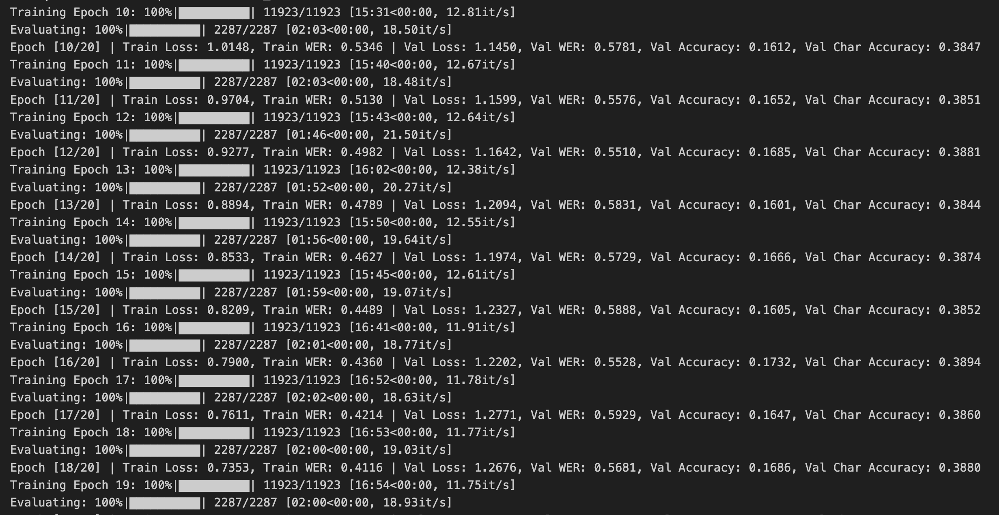 Training Epoch 10: 100%|██████████| 11923/11923 [15:31<00:00, 12.81it/s]
Evaluating: 100%|██████████| 2287/2287 [02:03<00:00, 18.50it/s]
Epoch [10/20] | Train Loss: 1.0148, Train WER: 0.5346 | Val Loss: 1.1450, Val WER: 0.5781, Val Accuracy: 0.1612, Val Char Accuracy: 0.3847
Training Epoch 11: 100%|██████████| 11923/11923 [15:40<00:00, 12.67it/s]
Evaluating: 100%|██████████| 2287/2287 [02:03<00:00, 18.48it/s]
Epoch [11/20] | Train Loss: 0.9704, Train WER: 0.5130 | Val Loss: 1.1599, Val WER: 0.5576, Val Accuracy: 0.1652, Val Char Accuracy: 0.3851
Training Epoch 12: 100%|██████████| 11923/11923 [15:43<00:00, 12.64it/s]
Evaluating: 100%|██████████| 2287/2287 [01:46<00:00, 21.50it/s]
Epoch [12/20] | Train Loss: 0.9277, Train WER: 0.4982 | Val Loss: 1.1642, Val WER: 0.5510, Val Accuracy: 0.1685, Val Char Accuracy: 0.3881
Training Epoch 13: 100%|██████████| 11923/11923 [16:02<00:00, 12.38it/s]
Evaluating: 100%|██████████| 2287/2287 [01:52<00:00, 20.27it/s]
Epoch [13/20] | Train Loss: 0.8894, Train WER: 0.4789 | Val Loss: 1.2094, Val WER: 0.5831, Val Accuracy: 0.1601, Val Char Accuracy: 0.3844
Training Epoch 14: 100%|██████████| 11923/11923 [15:50<00:00, 12.55it/s]
Evaluating: 100%|██████████| 2287/2287 [01:56<00:00, 19.64it/s]
Epoch [14/20] | Train Loss: 0.8533, Train WER: 0.4627 | Val Loss: 1.1974, Val WER: 0.5729, Val Accuracy: 0.1666, Val Char Accuracy: 0.3874
Training Epoch 15: 100%|██████████| 11923/11923 [15:45<00:00, 12.61it/s]
Evaluating: 100%|██████████| 2287/2287 [01:59<00:00, 19.07it/s]
Epoch [15/20] | Train Loss: 0.8209, Train WER: 0.4489 | Val Loss: 1.2327, Val WER: 0.5888, Val Accuracy: 0.1605, Val Char Accuracy: 0.3852
Training Epoch 16: 100%|██████████| 11923/11923 [16:41<00:00, 11.91it/s]
Evaluating: 100%|██████████| 2287/2287 [02:01<00:00, 18.77it/s]
Epoch [16/20] | Train Loss: 0.7900, Train WER: 0.4360 | Val Loss: 1.2202, Val WER: 0.5528, Val Accuracy: 0.1732, Val Char Accuracy: 0.3894
Training Epoch 17: 100%|██████████| 11923/11923 [16:52<00:00, 11.78it/s]
Evaluating: 100%|██████████| 2287/2287 [02:02<00:00, 18.63it/s]
Epoch [17/20] | Train Loss: 0.7611, Train WER: 0.4214 | Val Loss: 1.2771, Val WER: 0.5929, Val Accuracy: 0.1647, Val Char Accuracy: 0.3860
Training Epoch 18: 100%|██████████| 11923/11923 [16:53<00:00, 11.77it/s]
Evaluating: 100%|██████████| 2287/2287 [02:00<00:00, 19.03it/s]
Epoch [18/20] | Train Loss: 0.7353, Train WER: 0.4116 | Val Loss: 1.2676, Val WER: 0.5681, Val Accuracy: 0.1686, Val Char Accuracy: 0.3880
Training Epoch 19: 100%|██████████| 11923/11923 [16:54<00:00, 11.75it/s]
Evaluating: 100%|██████████| 2287/2287 [02:00<00:00, 18.93it/s]